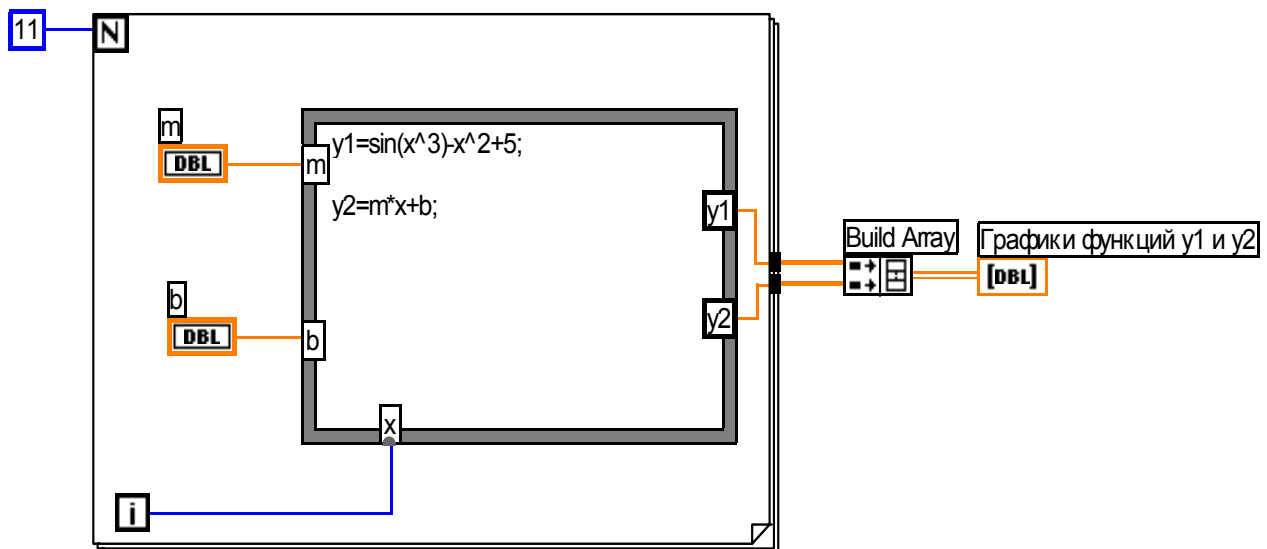 11
N
m
DBL
m
y1=sin(x^3)-x^2+5;
y2=m*x+b;
y1
Build Array
Графики функций y1 и y2
[DBL]
b
DBL
b
y2
x
i